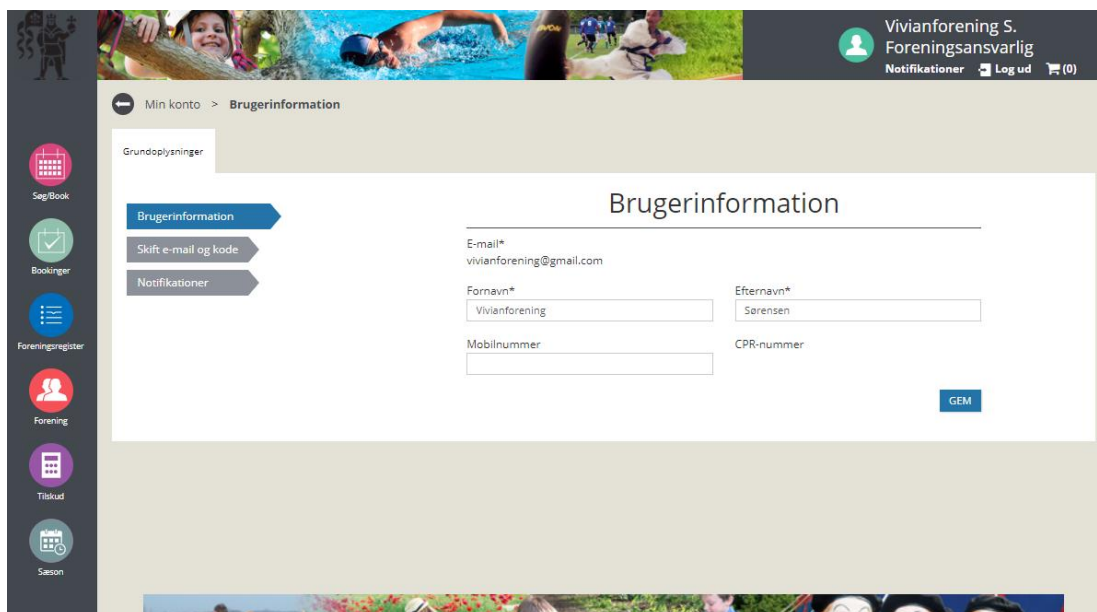 Vivianforening S.
Foreningsansvarlig
Notifikationer Log ud (0)
Min konto > Brugerinformation
Grundoplysninger
Søg/Book
Bookinger
Foreningsregister
Forening
Tilskud
Sæson
Brugerinformation
Skift e-mail og kode
Notifikationer
Brugerinformation
E-mail*
vivianforening@gmail.com
Fornavn* Efternavn*
Vivianforening Sørensen
Mobilnummer CPR-nummer
GEM